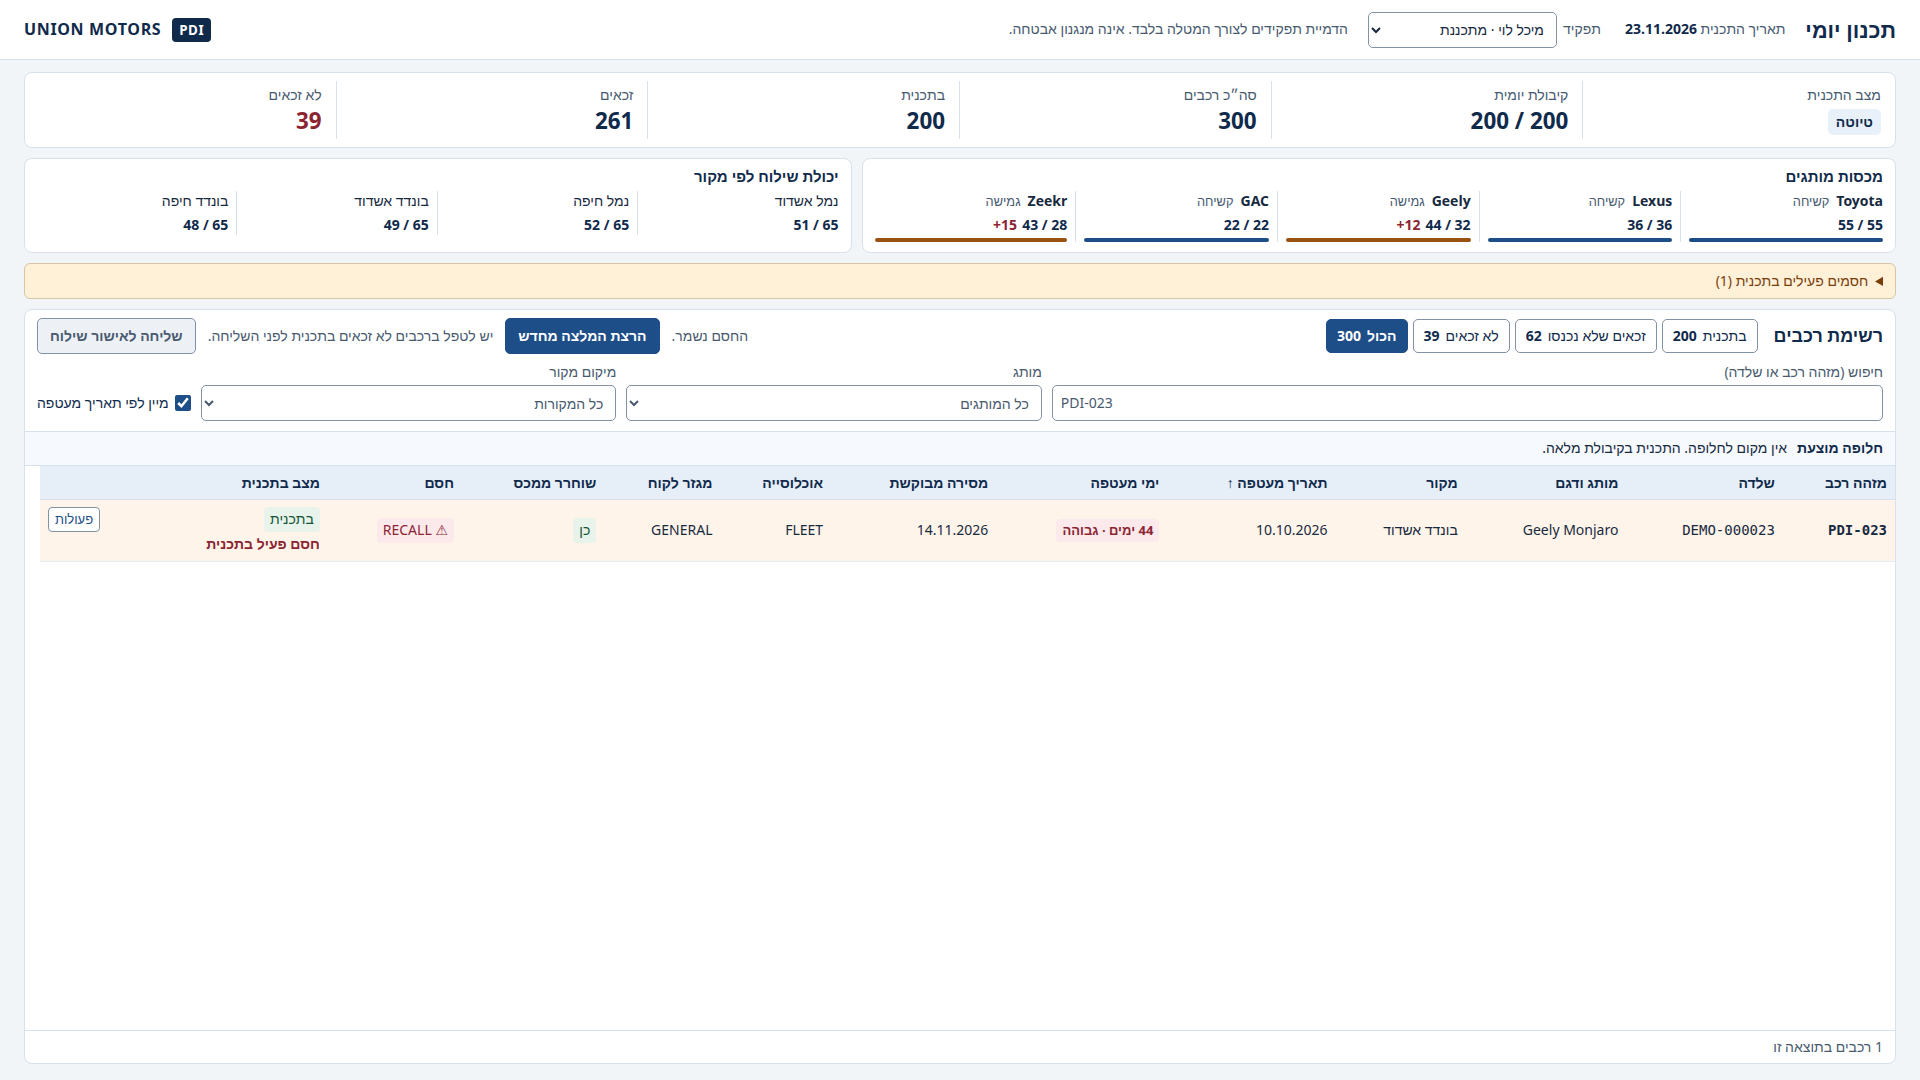 תכנון יומי תאריך התכנית 23.11.2026 תפקיד מיכל לוי · מתכננת הדמיית תפקידים לצורך המטלה בלבד. אינה מנגנון אבטחה. PDI UNION MOTORS
מצב התכנית קיבולת יומית סה״כ רכבים בתכנית זכאים לא זכאים
טיוטה 200 / 200 300 200 261 39
מכסות מותגים
Toyota קשיחה Lexus קשיחה Geely גמישה GAC קשיחה Zeekr גמישה
55 / 55 36 / 36 44 / 32 +12 22 / 22 43 / 28 +15
יכולת שילוח לפי מקור
נמל אשדוד נמל חיפה בונדד אשדוד בונדד חיפה
51 / 65 52 / 65 49 / 65 48 / 65
◀ חסמים פעילים בתכנית (1)
רשימת רכבים בתכנית 200 זכאים שלא נכנסו 62 לא זכאים 39 הכול 300 החסם נשמר. הרצת המלצה מחדש יש לטפל ברכבים לא זכאים בתכנית לפני השליחה. שליחה לאישור שילוח
חיפוש (מזהה רכב או שלדה) מותג מיקום מקור
PDI-023 כל המותגים כל המקורות מיין לפי תאריך מעטפה
חלופה מוצעת אין מקום לחלופה. התכנית בקיבולת מלאה.
מזהה רכב שלדה מותג ודגם מקור תאריך מעטפה ↑ ימי מעטפה מסירה מבוקשת אוכלוסייה מגזר לקוח שוחרר ממכס חסם מצב בתכנית
PDI-023 DEMO-000023 Geely Monjaro בונדד אשדוד 10.10.2026 44 ימים · גבוהה 14.11.2026 FLEET GENERAL כן ⚠ RECALL בתכנית פעולות
חסם פעיל בתכנית
1 רכבים בתוצאה זו